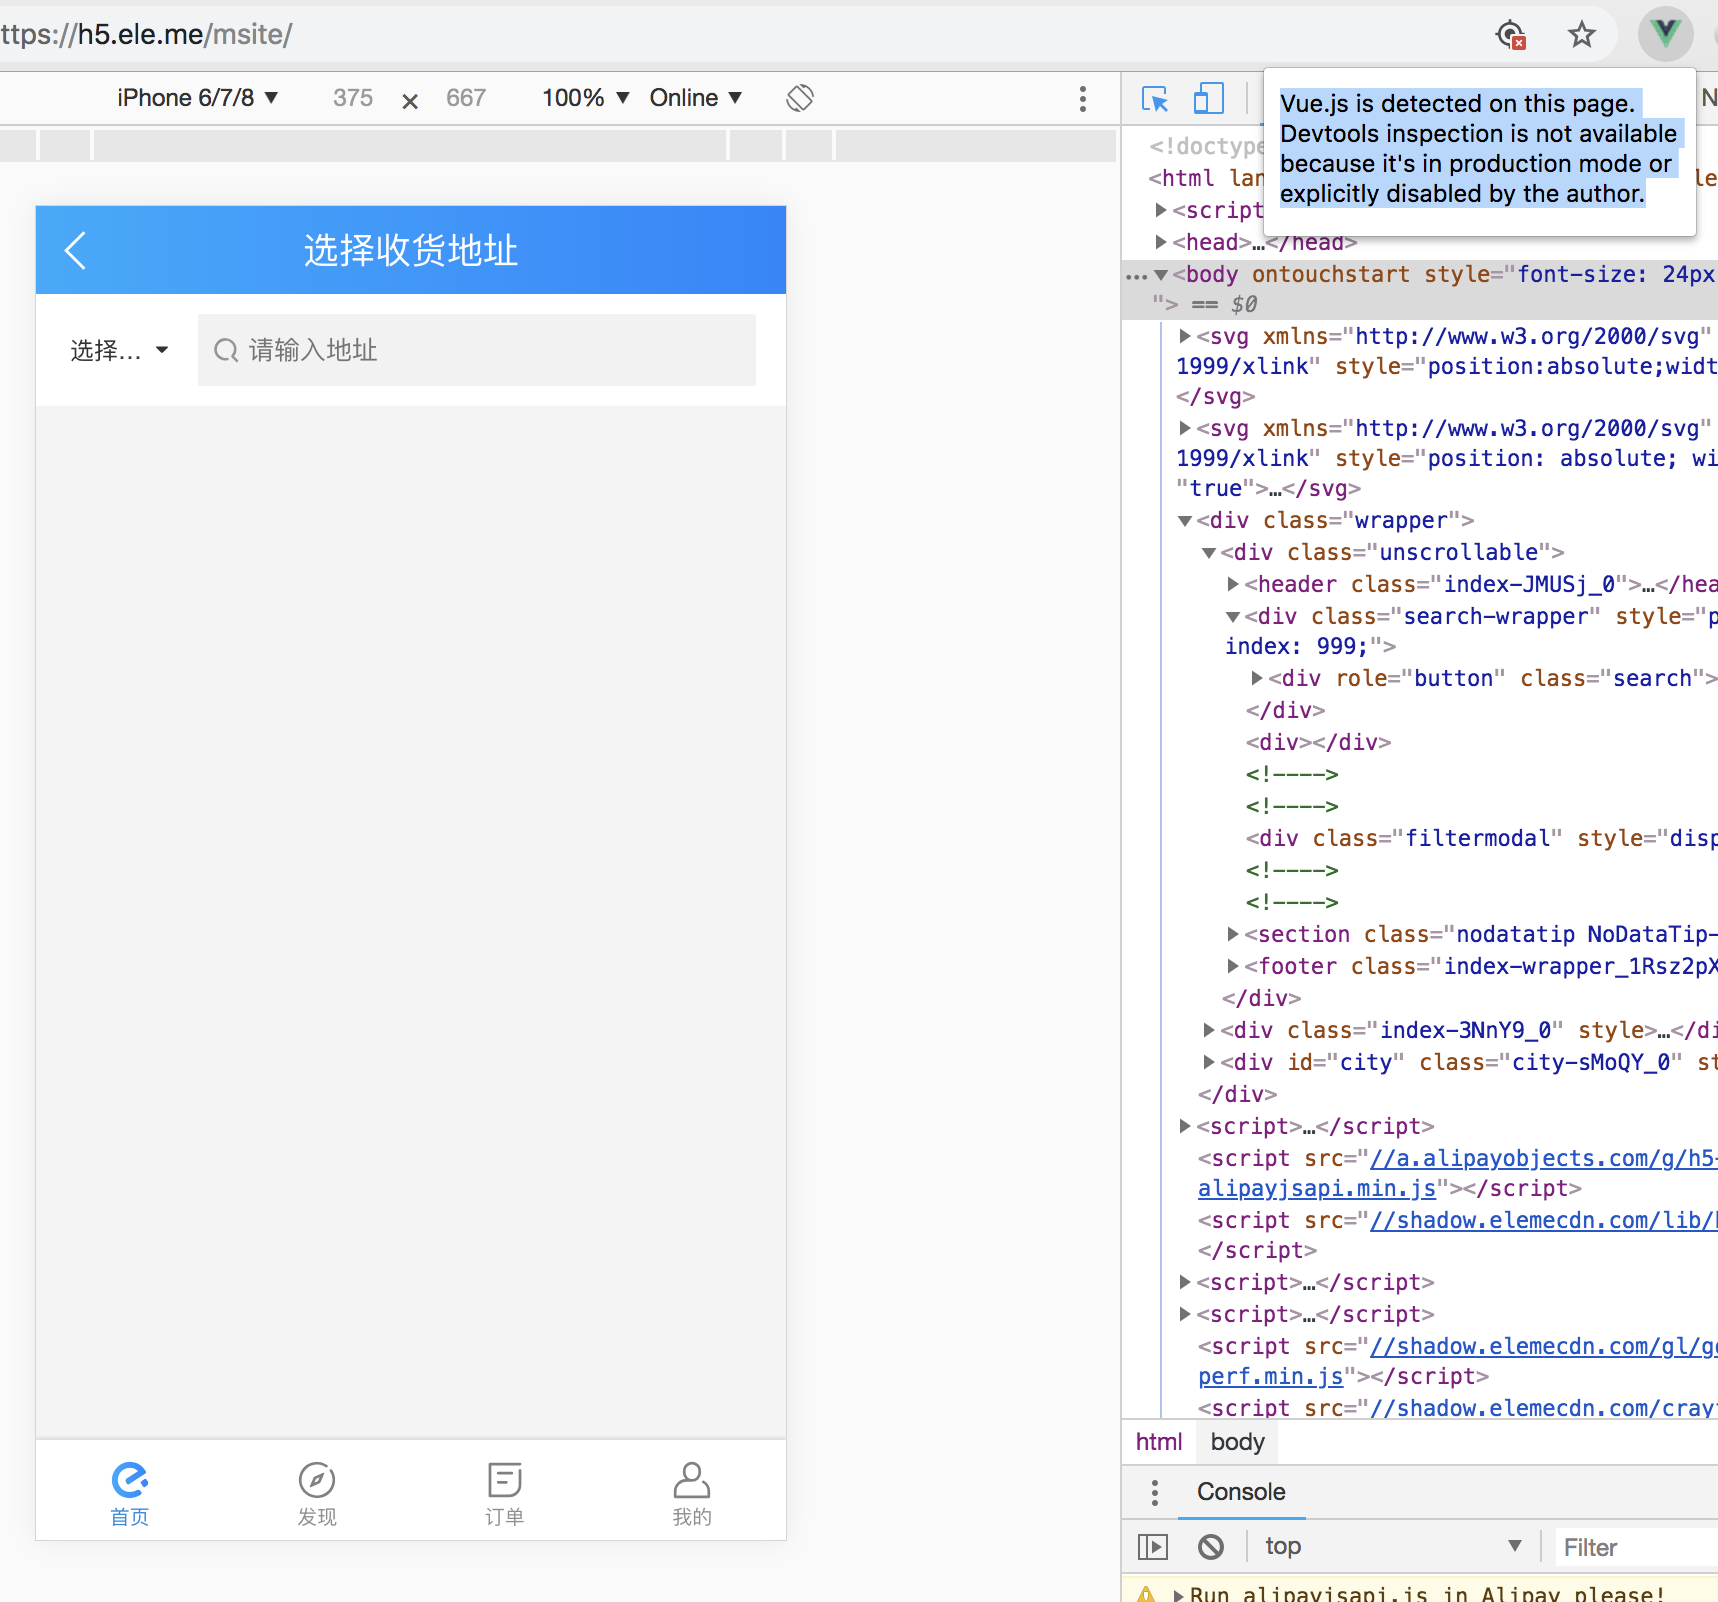 ttps://h5.ele.me/msite/
iPhone 6/7/8 ▼ 375 × 667 100% ▼ Online ▼
Vue.js is detected on this page.
Devtools inspection is not available
because it's in production mode or
explicitly disabled by the author.
选择收货地址
选择...
请输入地址
首页
发现
订单
我的
<!doctype
<html lan
<script
<head>…</head>
<body ontouchstart style="font-size: 24px
"> == $0
<svg xmlns="http://www.w3.org/2000/svg"
1999/xlink" style="position:absolute;widt
</svg>
<svg xmlns="http://www.w3.org/2000/svg"
1999/xlink" style="position: absolute; wi
"true">…</svg>
<div class="wrapper">
<div class="unscrollable">
<header class="index-JMUSj_0">…</hea
<div class="search-wrapper" style="p
index: 999;">
<div role="button" class="search">
</div>
<div></div>
<!---->
<!---->
<div class="filtermodal" style="disp
<!---->
<!---->
<section class="nodatatip NoDataTip-
<footer class="index-wrapper_1Rsz2pX
</div>
<div class="index-3NnY9_0" style>…</di
<div id="city" class="city-sMoQY_0" st
</div>
<script>…</script>
<script src="//a.alipayobjects.com/g/h5-
alipayjsapi.min.js"></script>
<script src="//shadow.elemecdn.com/lib/
</script>
<script>…</script>
<script>…</script>
<script src="//shadow.elemecdn.com/gl/ge
perf.min.js"></script>
<script src="//shadow.elemecdn.com/cray
html body
Console
top ▼ Filter
Run alipayjsapi.js in Alipay please!